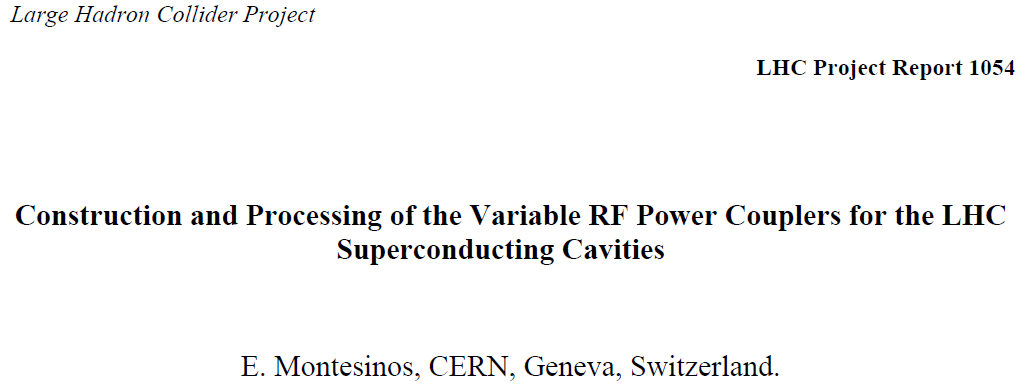 Large Hadron Collider Project
LHC Project Report 1054
Construction and Processing of the Variable RF Power Couplers for the LHC
Superconducting Cavities
E. Montesinos, CERN, Geneva, Switzerland.